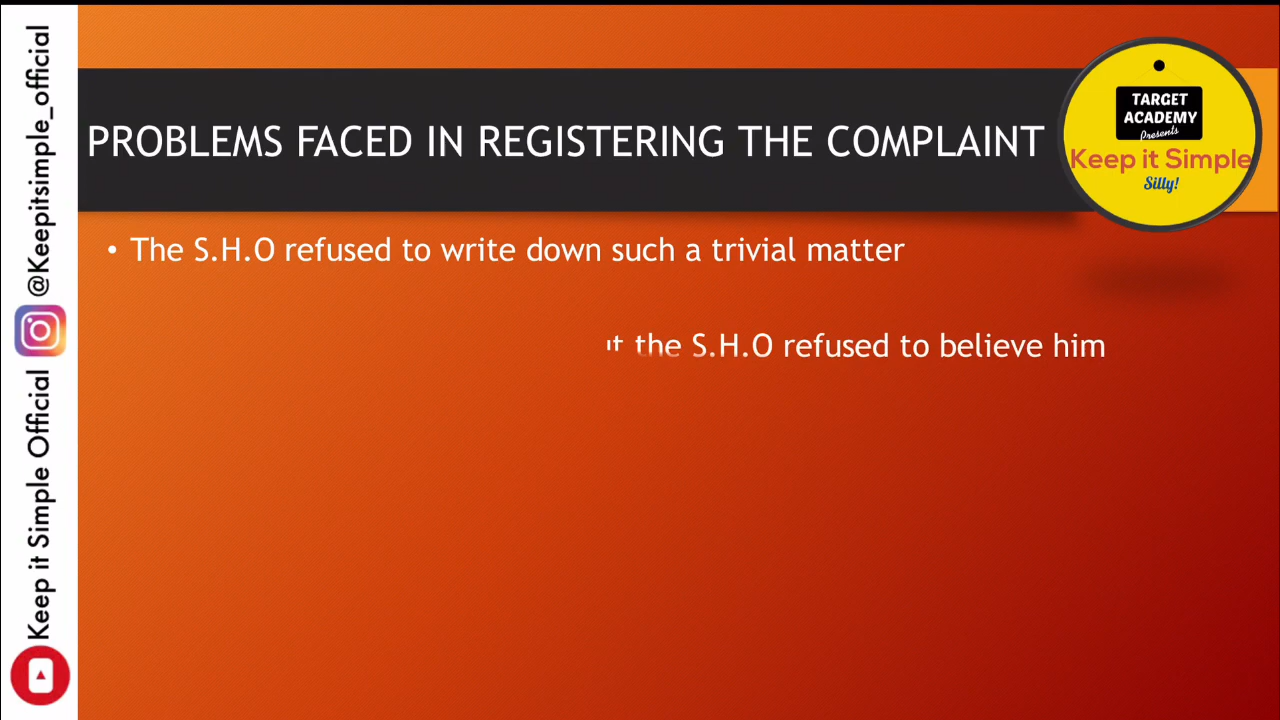 PROBLEMS FACED IN REGISTERING THE COMPLAINT
TARGET
ACADEMY
Presents
Keep it Simple
Silly!
• The S.H.O refused to write down such a trivial matter
the S.H.O refused to believe him
@Keepitsimple_official
Keep it Simple Official